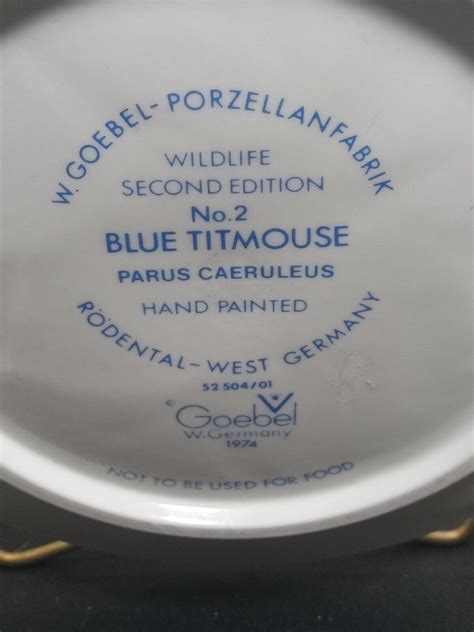 W. GOEBEL-PORZELLANFABRIK
WILDLIFE
SECOND EDITION
No.2
BLUE TITMOUSE
PARUS CAERULEUS
HAND PAINTED
RÖDENTAL-WEST GERMANY
52 504/01
© Goebel
W. Germany
1974
NOT TO BE USED FOR FOOD